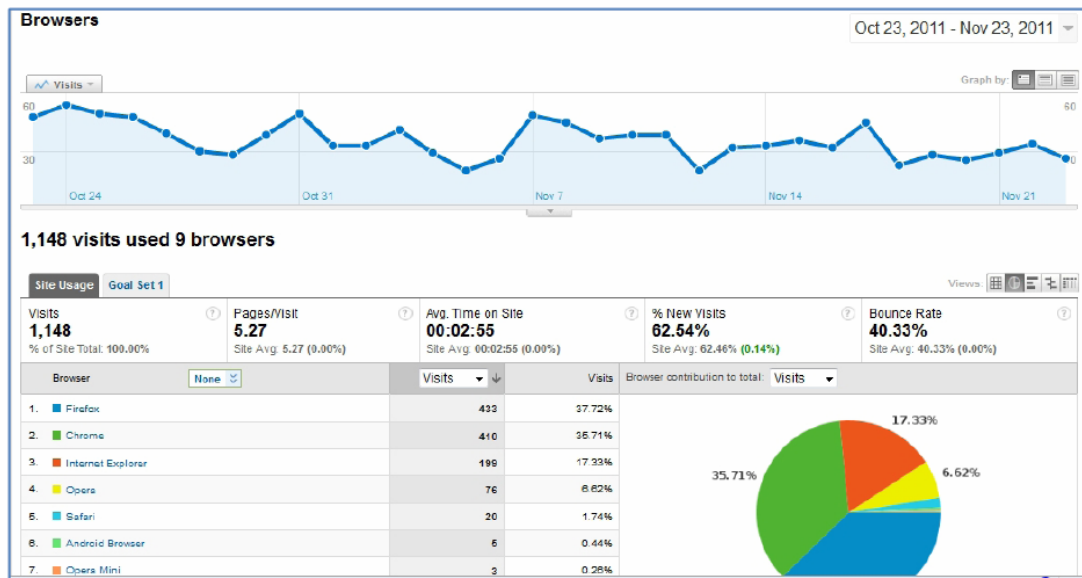 Browsers
Oct 23, 2011 - Nov 23, 2011
Visits
Graph by:
60 60
30
Oct 24 Oct 31 Nov 7 Nov 14 Nov 21
1,148 visits used 9 browsers
Site Usage Goal Set 1
Views:
Visits ? Pages/Visit ? Avg. Time on Site ? % New Visits ? Bounce Rate ?
1,148 5.27 00:02:55 62.54% 40.33%
% of Site Total: 100.00% Site Avg: 5.27 (0.00%) Site Avg: 00:02:55 (0.00%) Site Avg: 62.46% (0.14%) Site Avg: 40.33% (0.00%)
Browser None Visits Visits Browser contribution to total: Visits
1. Firefox 433 37.72%
2. Chrome 410 35.71%
3. Internet Explorer 199 17.33%
4. Opera 76 6.62%
5. Safari 20 1.74%
6. Android Browser 5 0.44%
7. Opera Mini 3 0.26%
17.33%
35.71%
6.62%